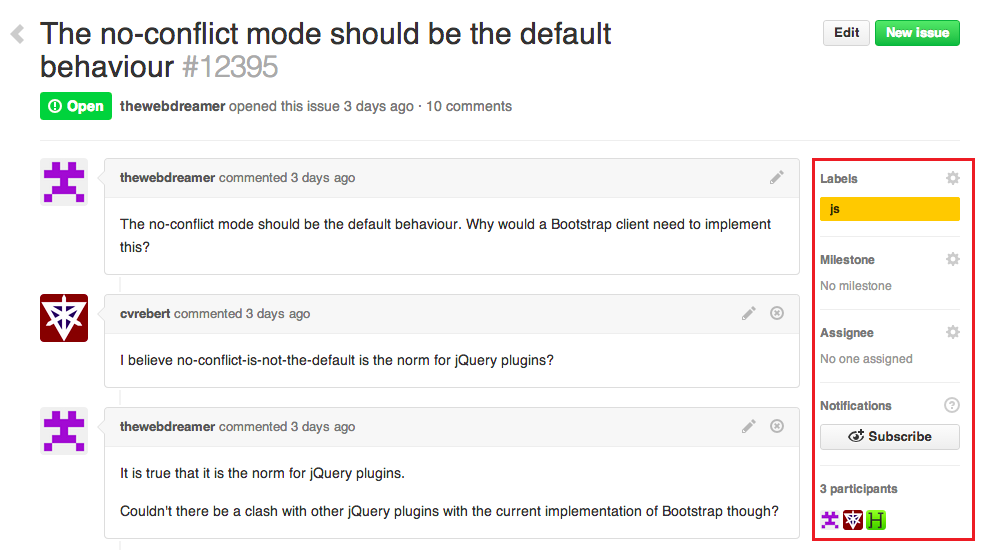 The no-conflict mode should be the default
behaviour #12395
Edit
New issue
Open thewebdreamer opened this issue 3 days ago · 10 comments
thewebdreamer commented 3 days ago
The no-conflict mode should be the default behaviour. Why would a Bootstrap client need to implement
this?
cvrebert commented 3 days ago
I believe no-conflict-is-not-the-default is the norm for jQuery plugins?
thewebdreamer commented 3 days ago
It is true that it is the norm for jQuery plugins.
Couldn't there be a clash with other jQuery plugins with the current implementation of Bootstrap though?
Labels
js
Milestone
No milestone
Assignee
No one assigned
Notifications
Subscribe
3 participants
H